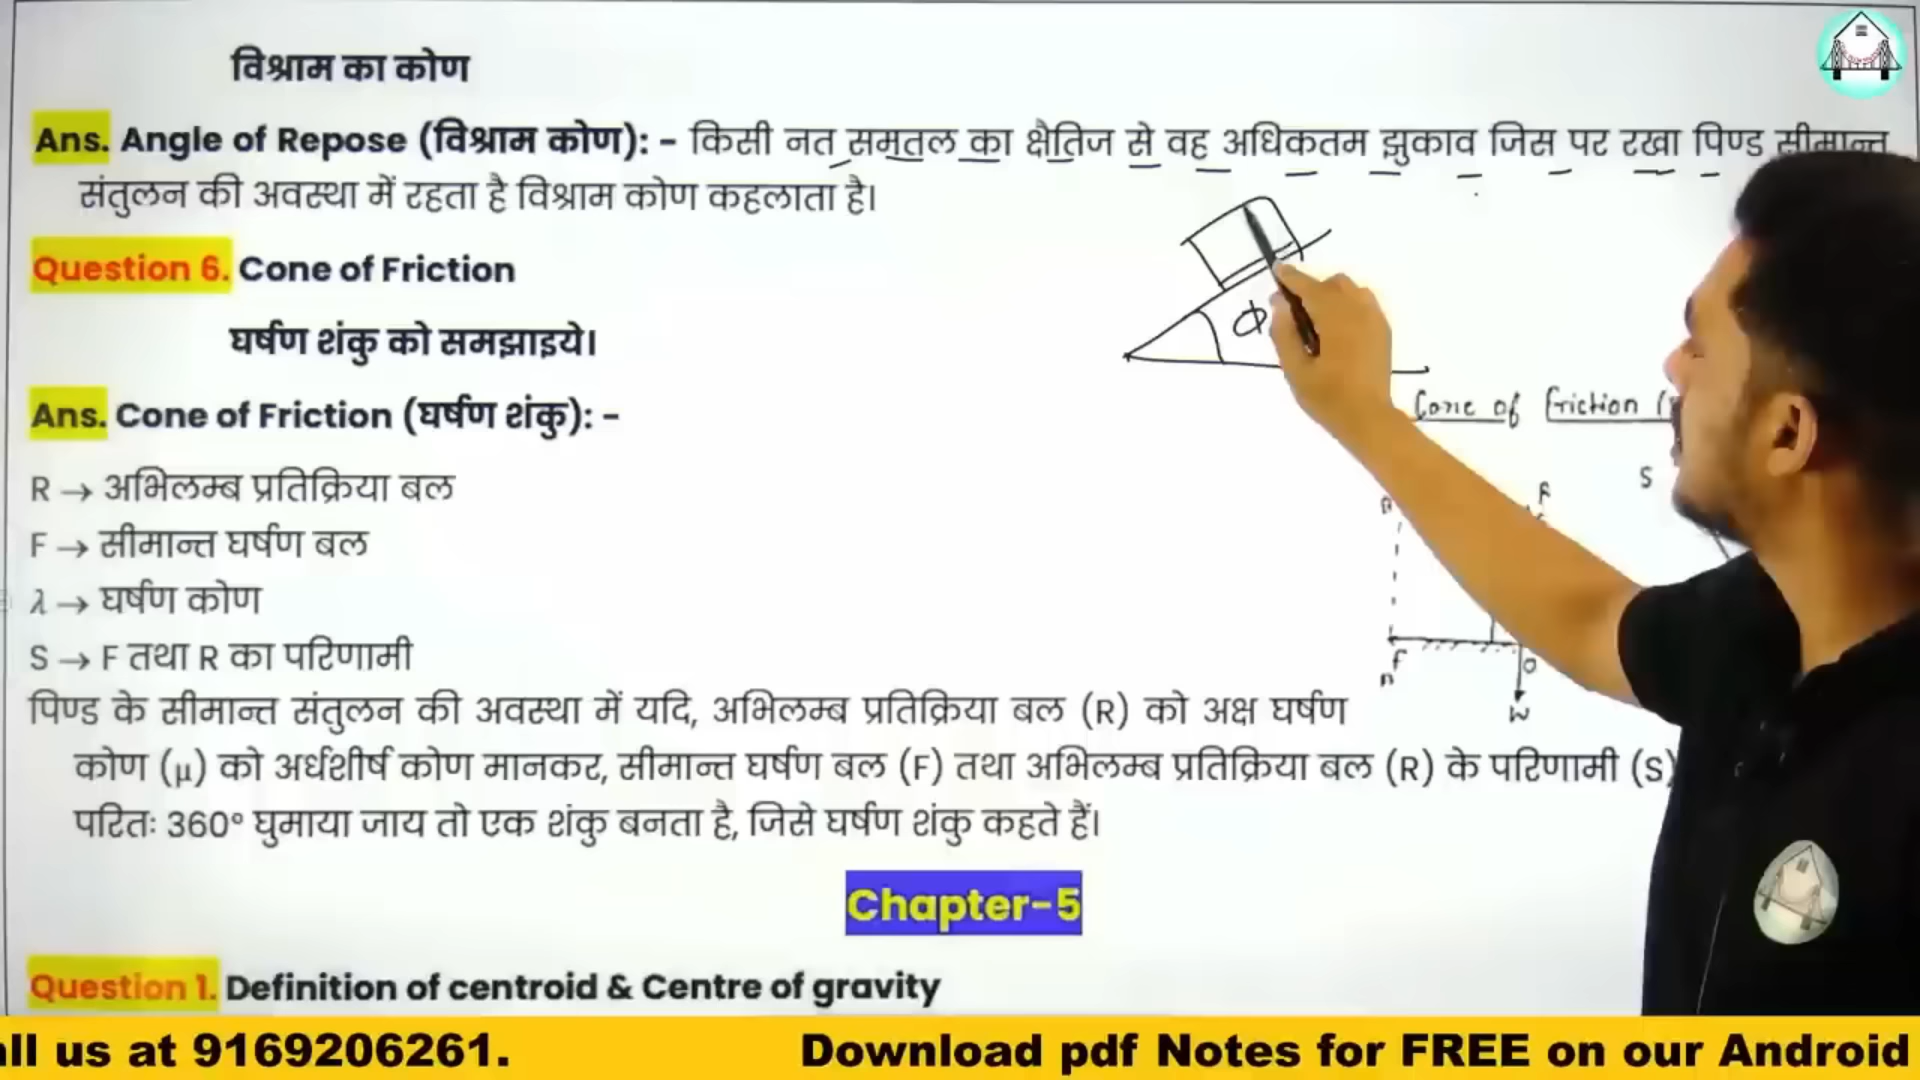 विश्राम का कोण
Ans. Angle of Repose (विश्राम कोण): - किसी नत समतल का क्षैतिज से वह अधिकतम झुकाव जिस पर रखा पिण्ड सीमान्त
संतुलन की अवस्था में रहता है विश्राम कोण कहलाता है।
Φ
Question 6. Cone of Friction
घर्षण शंकु को समझाइये।
Ans. Cone of Friction (घर्षण शंकु): -
Cone of Friction (
S
R
R → अभिलम्ब प्रतिक्रिया बल
F → सीमान्त घर्षण बल
λ → घर्षण कोण
S → F तथा R का परिणामी
F
O
W
पिण्ड के सीमान्त संतुलन की अवस्था में यदि, अभिलम्ब प्रतिक्रिया बल (R) को अक्ष घर्षण
कोण (μ) को अर्धशीर्ष कोण मानकर, सीमान्त घर्षण बल (F) तथा अभिलम्ब प्रतिक्रिया बल (R) के परिणामी (S)
परितः 360° घुमाया जाय तो एक शंकु बनता है, जिसे घर्षण शंकु कहते हैं।
Chapter-5
Question 1. Definition of centroid & Centre of gravity
all us at 9169206261.
Download pdf Notes for FREE on our Android